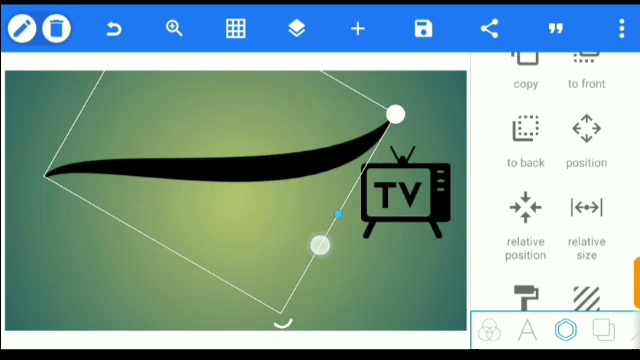 copy
to front
TV
to back
position
relative position
relative size